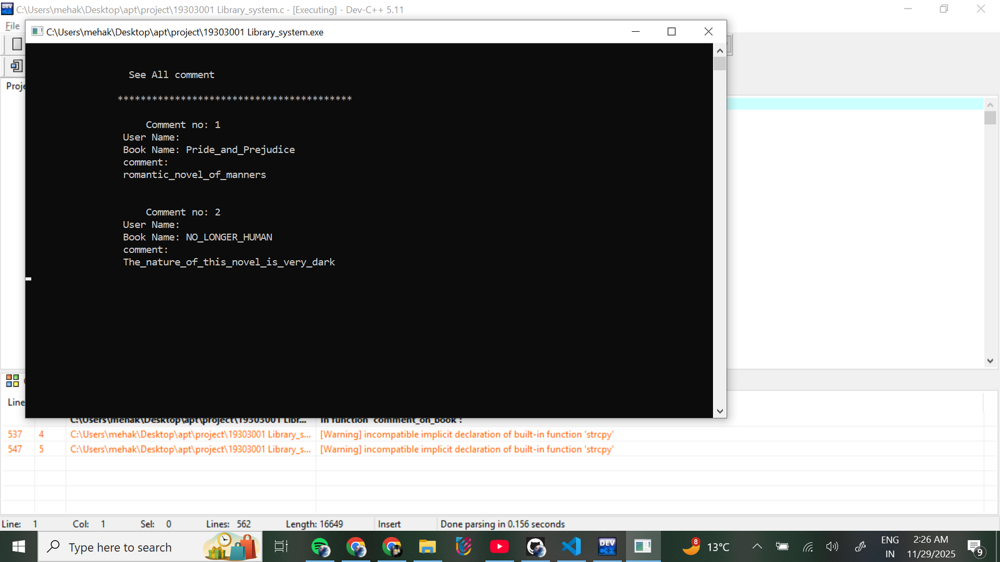 C:\Users\mehak\Desktop\apt\project\19303001 Library_system.c - [Executing] - Dev-C++ 5.11
File
C:\Users\mehak\Desktop\apt\project\19303001 Library_system.exe
Proje
See All comment
*****************************************
Comment no: 1
User Name:
Book Name: Pride_and_Prejudice
comment:
romantic_novel_of_manners
Comment no: 2
User Name:
Book Name: NO_LONGER_HUMAN
comment:
The_nature_of_this_novel_is_very_dark
Line
C:\Users\mehak\Desktop\apt\project\19303001 Libr... In function 'comment_on_book':
537 4 C:\Users\mehak\Desktop\apt\project\19303001 Library_s... [Warning] incompatible implicit declaration of built-in function 'strcpy'
547 5 C:\Users\mehak\Desktop\apt\project\19303001 Library_s... [Warning] incompatible implicit declaration of built-in function 'strcpy'
Line: 1 Col: 1 Sel: 0 Lines: 562 Length: 16649 Insert Done parsing in 0.156 seconds
Type here to search
DEV
8
13°C
ENG
IN
2:26 AM
11/29/2025
9